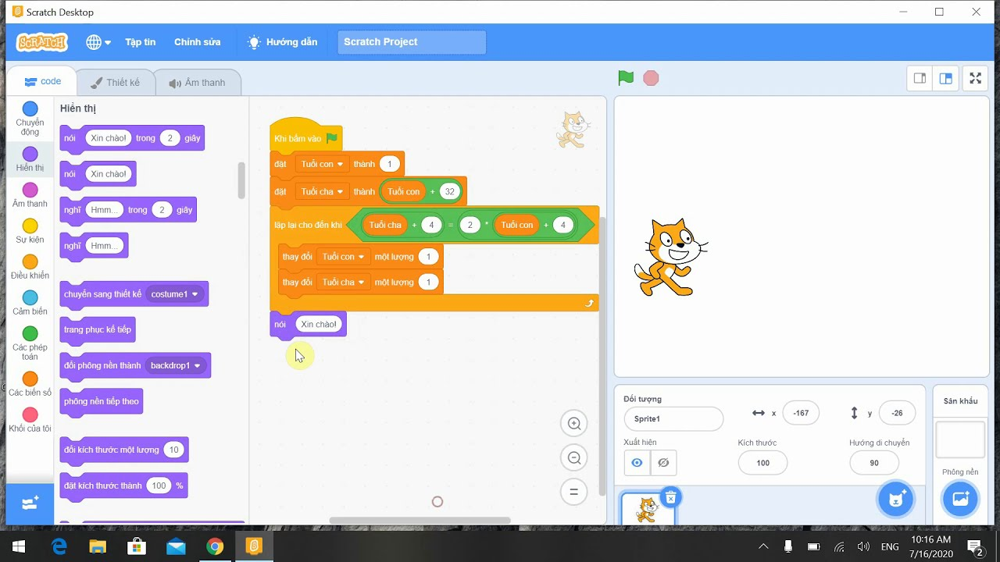 Scratch Desktop
SCRATCH
Tập tin
Chỉnh sửa
Hướng dẫn
Scratch Project
code
Thiết kế
Âm thanh
Chuyển động
Hiển thị
Âm thanh
Sự kiện
Điều khiển
Cảm biến
Các phép toán
Các biến số
Khối của tôi
Hiển thị
nói Xin chào! trong 2 giây
nói Xin chào!
nghĩ Hmm... trong 2 giây
nghĩ Hmm...
chuyển sang thiết kế costume1
trang phục kế tiếp
đổi phông nền thành backdrop1
phông nền tiếp theo
đổi kích thước một lượng 10
đặt kích thước thành 100 %
Khi bấm vào
đặt Tuổi con thành 1
đặt Tuổi cha thành Tuổi con + 32
lặp lại cho đến khi Tuổi cha + 4 = 2 * Tuổi con + 4
thay đổi Tuổi con một lượng 1
thay đổi Tuổi cha một lượng 1
nói Xin chào!
Đối tượng
Sprite1
x -167
y -26
Xuất hiện
Kích thước
100
Hướng di chuyển
90
Sân khấu
Phông nền
ENG
10:16 AM
7/16/2020
2